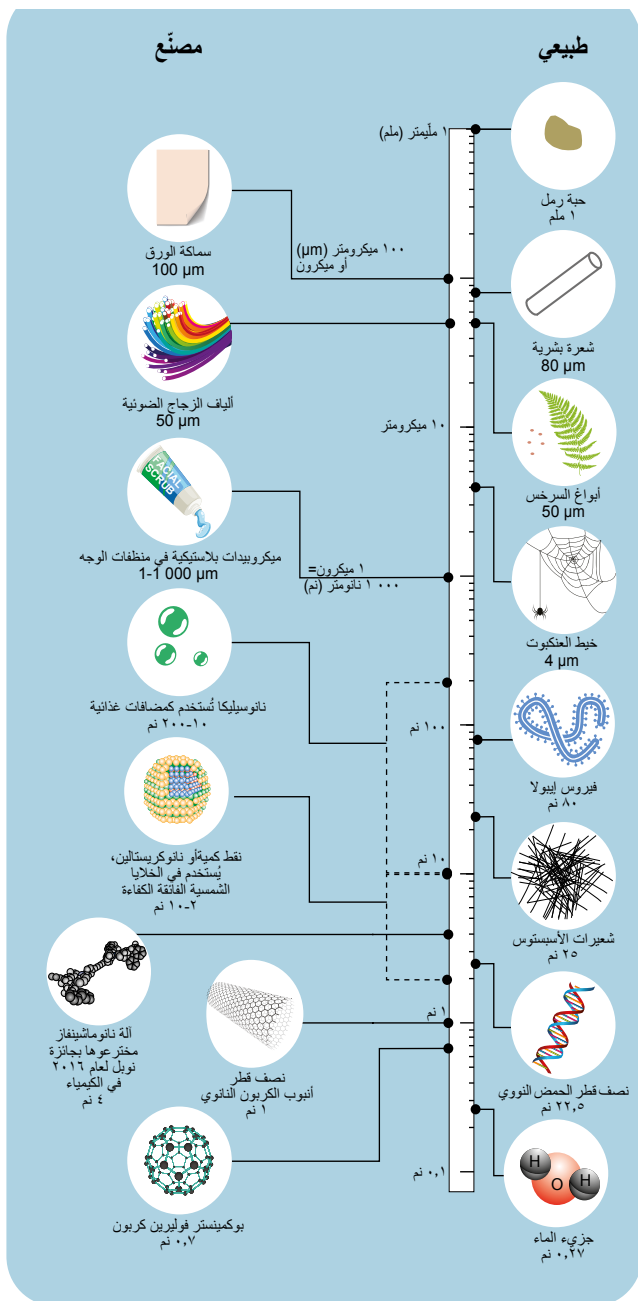 طبيعي
مصنّع
١ ملّيمتر (ملم)
حبة رمل
١ ملم
١٠٠ ميكرومتر (µm)
أو ميكرون
سماكة الورق
100 µm
شعرة بشرية
80 µm
ألياف الزجاج الضوئية
50 µm
١٠ ميكرومتر
أبواغ السرخس
50 µm
FACIAL
SCRUB
ميكروبيدات بلاستيكية في منظفات الوجه
1-1 000 µm
١ ميكرون=
١ ٠٠٠ نانومتر (نم)
خيط العنكبوت
4 µm
نانوسيليكا تُستخدم كمضافات غذائية
١٠-٢٠٠ نم
١٠٠ نم
فيروس إيبولا
٨٠ نم
نقط كميةأو نانوكريستالين،
يُستخدم في الخلايا
الشمسية الفائقة الكفاءة
٢-١٠ نم
١٠ نم
شعيرات الأسبستوس
٢٥ نم
آلة نانوماشينفاز
مخترعوها بجائزة
نوبل لعام ٢٠١٦
في الكيمياء
٤ نم
نصف قطر
أنبوب الكربون النانوي
١ نم
١ نم
نصف قطر الحمض النووي
٢٢,٥ نم
بوكمينستر فوليرين كربون
٠,٧ نم
٠,١ نم
H
O
H
جزيء الماء
٠,٢٧ نم